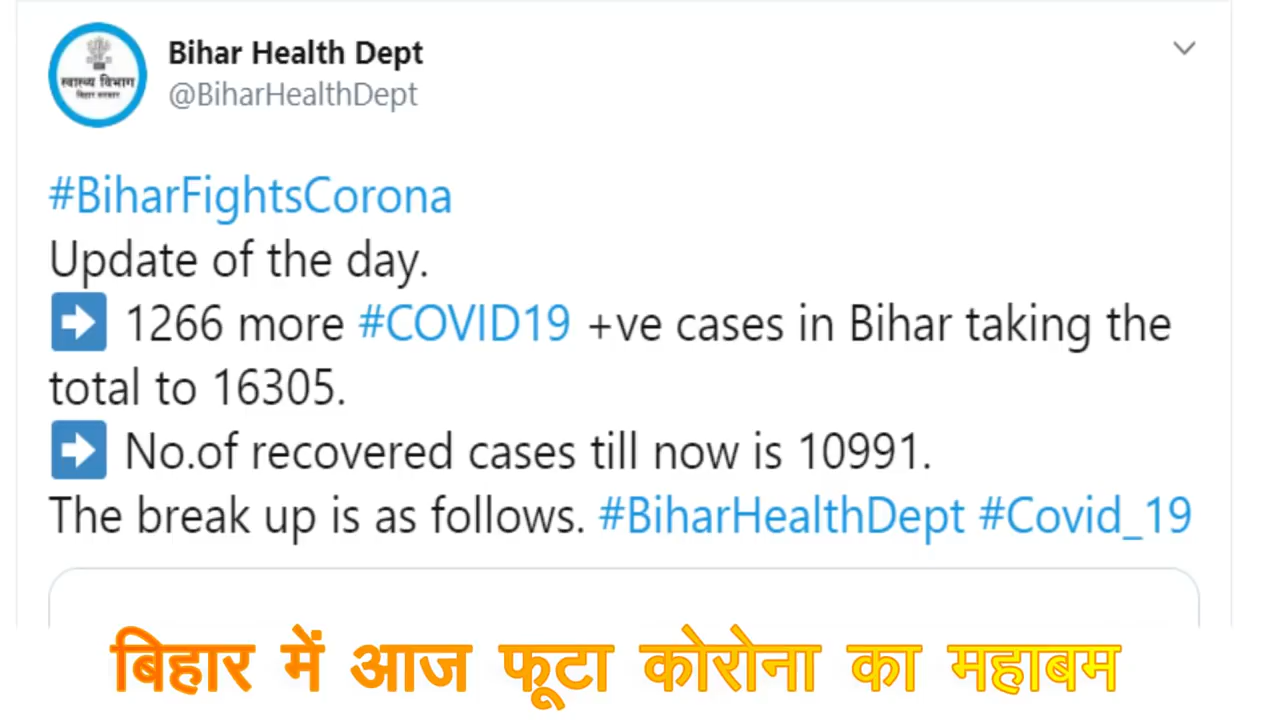 स्वास्थ्य विभाग
बिहार सरकार
Bihar Health Dept
@BiharHealthDept
#BiharFightsCorona
Update of the day.
➡ 1266 more #COVID19 +ve cases in Bihar taking the
total to 16305.
➡ No.of recovered cases till now is 10991.
The break up is as follows. #BiharHealthDept #Covid_19
बिहार में आज फूटा कोरोना का महाबम